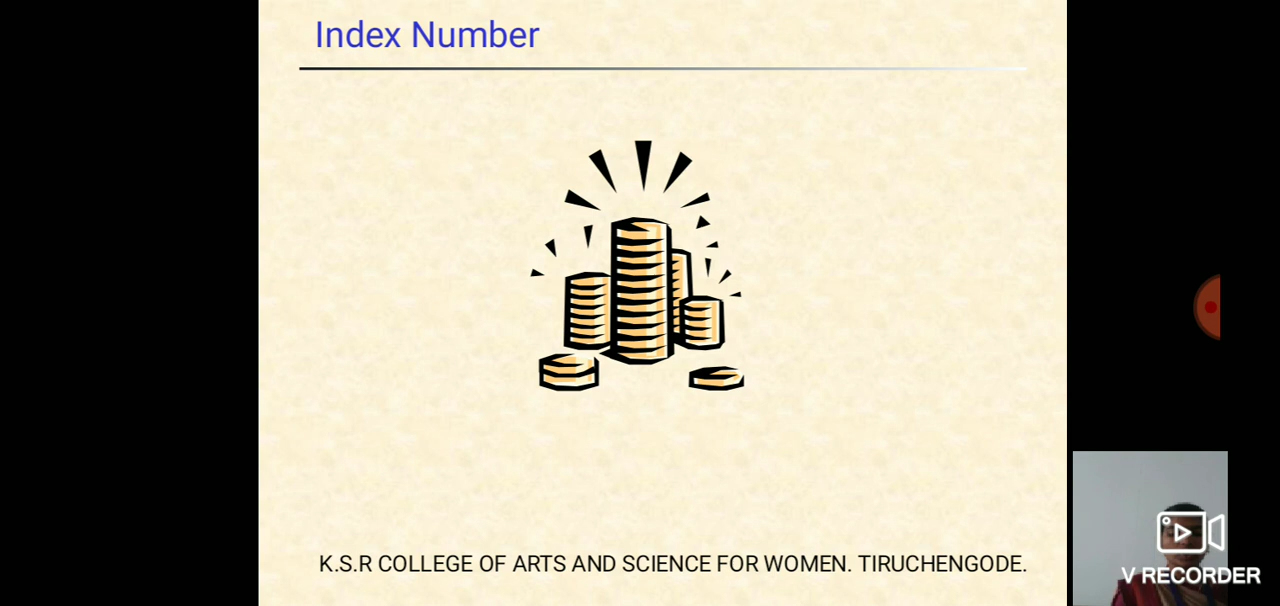 Index Number
K.S.R COLLEGE OF ARTS AND SCIENCE FOR WOMEN. TIRUCHENGODE.
V RECORDER